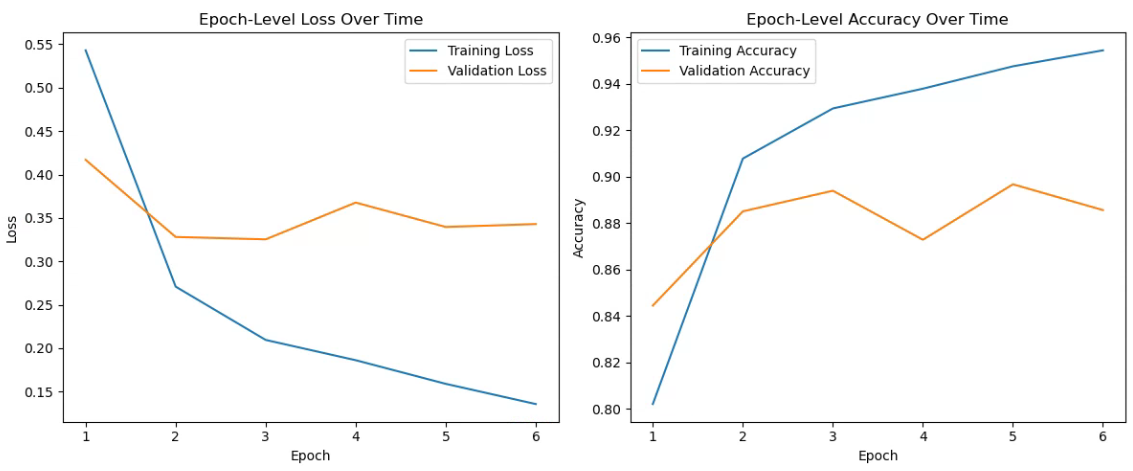 Epoch-Level Loss Over Time
Training Loss
Validation Loss
0.55
0.50
0.45
0.40
0.35
0.30
0.25
0.20
0.15
Loss
1 2 3 4 5 6
Epoch
Epoch-Level Accuracy Over Time
Training Accuracy
Validation Accuracy
0.96
0.94
0.92
0.90
0.88
0.86
0.84
0.82
0.80
Accuracy
1 2 3 4 5 6
Epoch